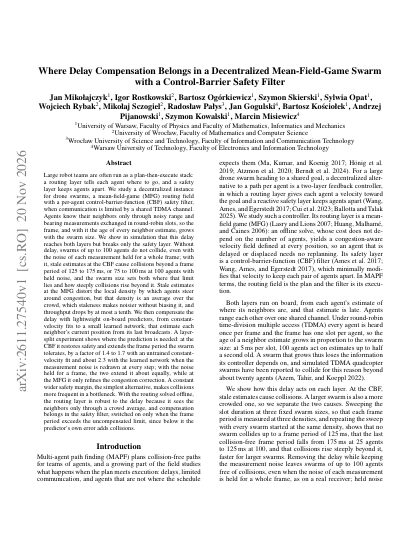 arXiv:2611.27540v1 [cs.RO] 20 Nov 2026
Where Delay Compensation Belongs in a Decentralized Mean-Field-Game Swarm
with a Control-Barrier Safety Filter
Jan Mikołajczyk1, Igor Rostkowski2, Bartosz Ogórkiewicz1, Szymon Skierski1, Sylwia Opat1,
Wojciech Rybak2, Mikołaj Sczogiel2, Radosław Pałys1, Jan Gogulski4, Bartosz Kościołek1, Andrzej
Pijanowski1, Szymon Kowalski1, Marcin Misiewicz4
1University of Warsaw, Faculty of Physics and Faculty of Mathematics, Informatics and Mechanics
2University of Wrocław, Faculty of Mathematics and Computer Science
3Wrocław University of Science and Technology, Faculty of Information and Communication Technology
4Warsaw University of Technology, Faculty of Electronics and Information Technology
Abstract
Large robot teams are often run as a plan-then-execute stack:
a routing layer tells each agent where to go, and a safety
layer keeps agents apart. We study a decentralized instance
for drone swarms, a mean-field-game (MFG) routing field
with a per-agent control-barrier-function (CBF) safety filter,
when communication is limited by a shared TDMA channel.
Agents know their neighbors only through noisy range and
bearing measurements exchanged in round-robin slots, so the
frame, and with it the age of every neighbor estimate, grows
with the swarm size. We show in simulation that this delay
reaches both layers but breaks only the safety layer. Without
delay, swarms of up to 100 agents do not collide, even with
the noise of each measurement held for a whole frame; with
it, stale estimates at the CBF cause collisions beyond a frame
period of 125 to 175 ms, or 75 to 100 ms at 100 agents with
held noise, and the swarm size sets both where that limit
lies and how steeply collisions rise beyond it. Stale estimates
at the MFG distort the local density by which agents steer
around congestion, but that density is an average over the
crowd, which staleness makes noisier without biasing it, and
throughput drops by at most a tenth. We then compensate the
delay with lightweight on-board predictors, from constant-
velocity fits to a small learned network, that estimate each
neighbor's current position from its last broadcasts. A layer-
split experiment shows where the prediction is needed: at the
CBF it restores safety and extends the frame period the swarm
tolerates, by a factor of 1.4 to 1.7 with an untrained constant-
velocity fit and about 2.3 with the learned network when the
measurement noise is redrawn at every step; with the noise
held for the frame, the two extend it about equally, while at
the MFG it only refines the congestion correction. A constant
wider safety margin, the simplest alternative, makes collisions
more frequent in a bottleneck. With the routing solved offline,
the routing layer is robust to the delay because it sees the
neighbors only through a crowd average, and compensation
belongs in the safety filter, switched on only when the frame
period exceeds the uncompensated limit, since below it the
predictor's own error adds collisions.
Introduction
Multi-agent path finding (MAPF) plans collision-free paths
for teams of agents, and a growing part of the field studies
what happens when the plan meets execution: delays, limited
communication, and agents that are not where the schedule
expects them (Ma, Kumar, and Koenig 2017; Hönig et al. 2019;
Atzmon et al. 2020; Berndt et al. 2024). For a large
drone swarm heading to a shared goal, a decentralized alter-
native to a path per agent is a two-layer feedback controller,
in which a routing layer gives each agent a velocity toward
the goal and a reactive safety layer keeps agents apart (Wang,
Ames, and Egerstedt 2017; Cui et al. 2023; Ballotta and Talak
2025). We study such a controller. Its routing layer is a mean-
field game (MFG) (Lasry and Lions 2007; Huang, Malhamé,
and Caines 2006): an offline solve, whose cost does not de-
pend on the number of agents, yields a congestion-aware
velocity field defined at every position, so an agent that is
delayed or displaced needs no replanning. Its safety layer
is a control-barrier-function (CBF) filter (Ames et al. 2017;
Wang, Ames, and Egerstedt 2017), which minimally modi-
fies that velocity to keep each pair of agents apart. In MAPF
terms, the routing field is the plan and the filter is its execu-
tion.
Both layers run on board, from each agent's estimate of
where its neighbors are, and that estimate is late. Agents
range each other over one shared channel. Under round-robin
time-division multiple access (TDMA) every agent is heard
once per frame and the frame has one slot per agent, so the
age of a neighbor estimate grows in proportion to the swarm
size: at 5 ms per slot, 100 agents act on estimates up to half
a second old. A swarm that grows thus loses the information
its controller depends on, and simulated TDMA quadcopter
swarms have been reported to collide for this reason beyond
about twenty agents (Azem, Tahir, and Koeppl 2022).
We show how this delay acts on each layer. At the CBF,
stale estimates cause collisions. A larger swarm is also a more
crowded one, so we separate the two causes. Sweeping the
slot duration at three fixed swarm sizes, so that each frame
period is measured at three densities, and repeating the sweep
with every swarm started at the same density, shows that no
swarm collides up to a frame period of 125 ms, that the last
collision-free frame period falls from 175 ms at 25 agents
to 125 ms at 100, and that collisions rise steeply beyond it,
faster for larger swarms. Removing the delay while keeping
the measurement noise leaves swarms of up to 100 agents
free of collisions, even when the noise of each measurement
is held for a whole frame, as on a real receiver; held noise